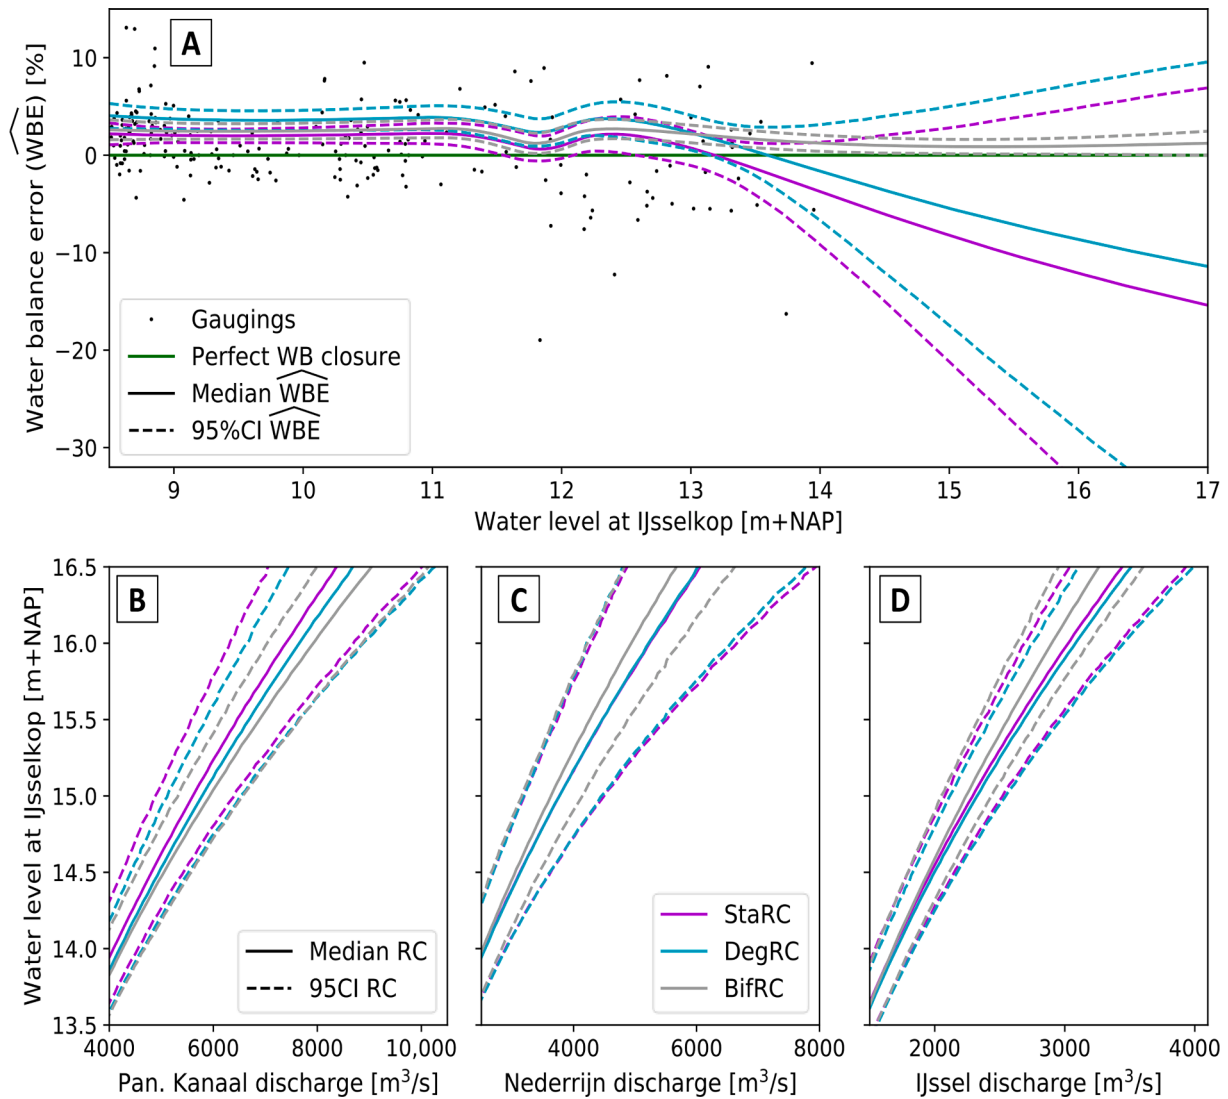 A
10
0
−10
−20
−30
Water balance error (WBE) [%]
Gaugings
Perfect WB closure
Median WBE
95%CI WBE
9 10 11 12 13 14 15 16 17
Water level at IJsselkop [m+NAP]
B
C
D
16.5
16.0
15.5
15.0
14.5
14.0
13.5
Water level at IJsselkop [m+NAP]
Median RC
95CI RC
StaRC
DegRC
BifRC
4000 6000 8000 10,000
4000 6000 8000
2000 3000 4000
Pan. Kanaal discharge [m³/s]
Nederrijn discharge [m³/s]
IJssel discharge [m³/s]